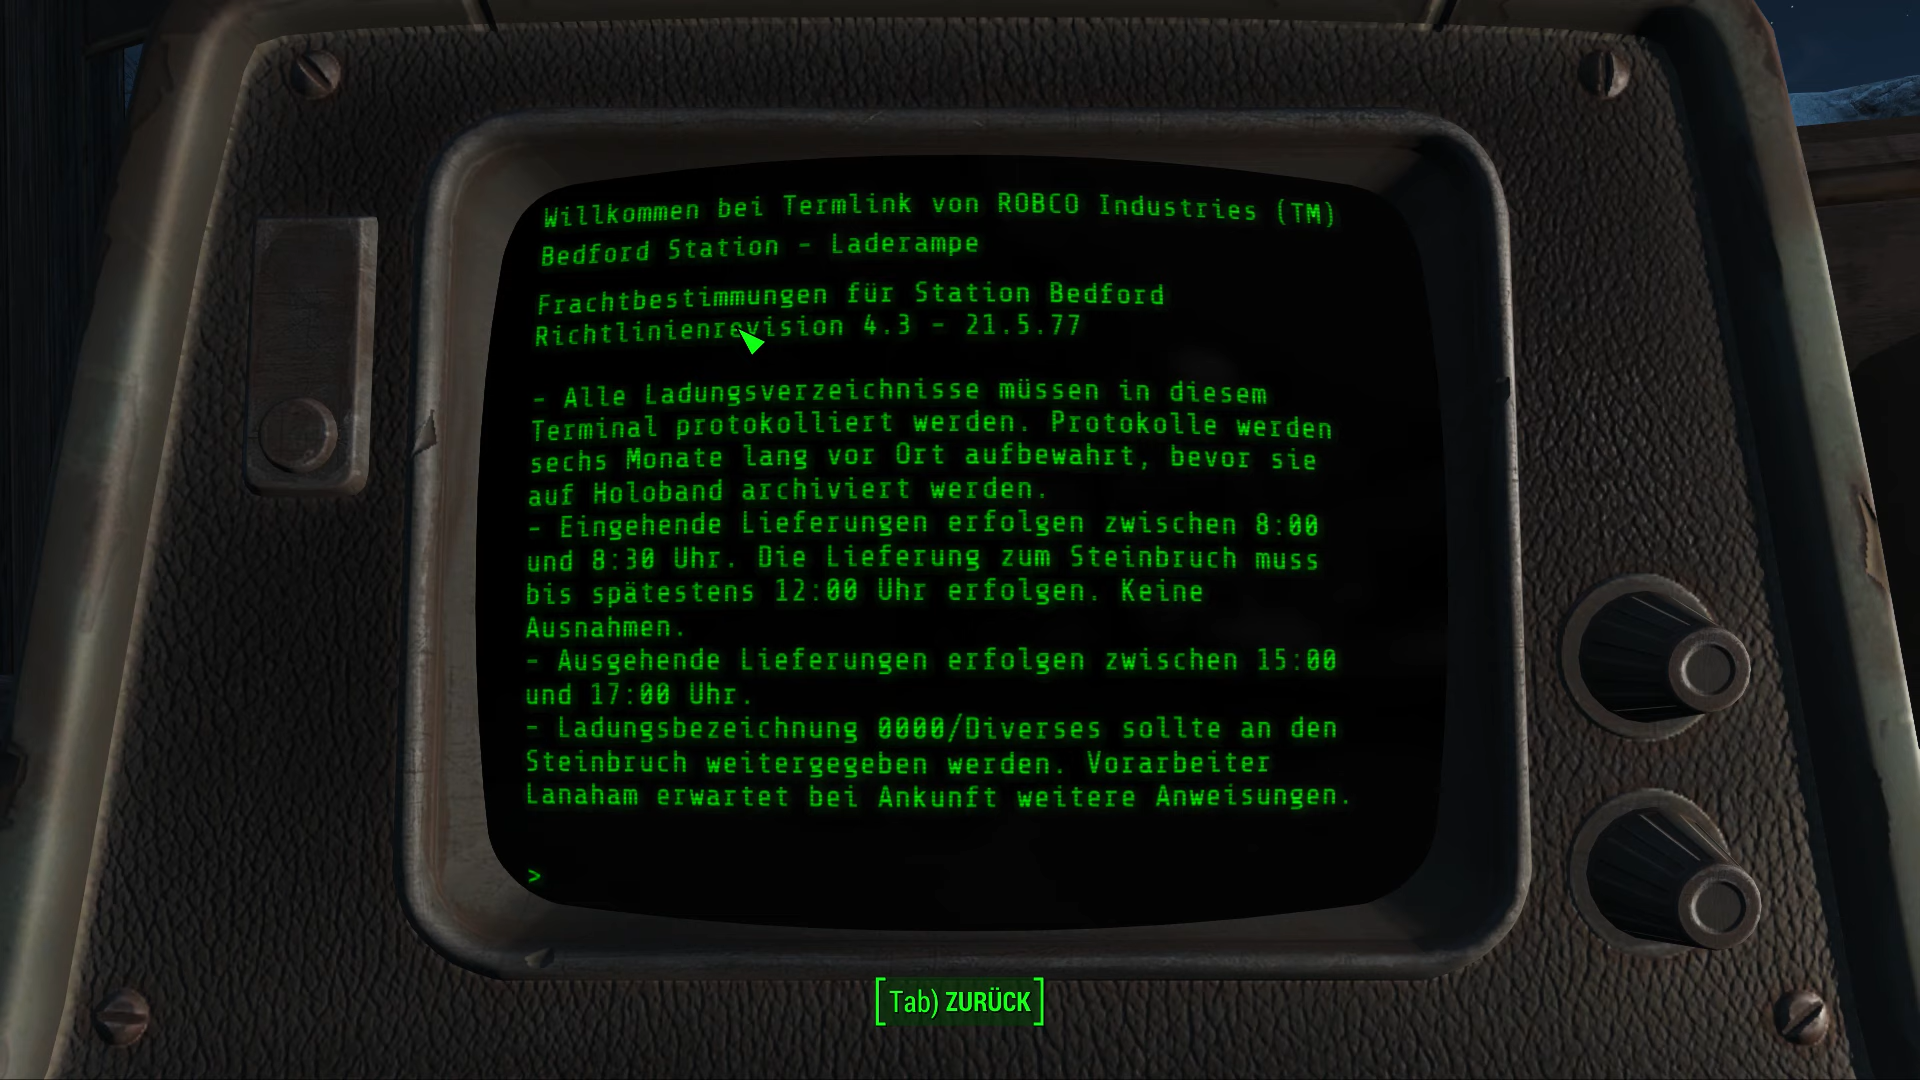 Willkommen bei Termlink von ROBCO Industries (TM)
Bedford Station - Laderampe
Frachtbestimmungen für Station Bedford
Richtlinienrevision 4.3 - 21.5.77
- Alle Ladungsverzeichnisse müssen in diesem
Terminal protokolliert werden. Protokolle werden
sechs Monate lang vor Ort aufbewahrt, bevor sie
auf Holoband archiviert werden.
- Eingehende Lieferungen erfolgen zwischen 8:00
und 8:30 Uhr. Die Lieferung zum Steinbruch muss
bis spätestens 12:00 Uhr erfolgen. Keine
Ausnahmen.
- Ausgehende Lieferungen erfolgen zwischen 15:00
und 17:00 Uhr.
- Ladungsbezeichnung 0000/Diverses sollte an den
Steinbruch weitergegeben werden. Vorarbeiter
Lanaham erwartet bei Ankunft weitere Anweisungen.
>
[Tab) ZURÜCK]